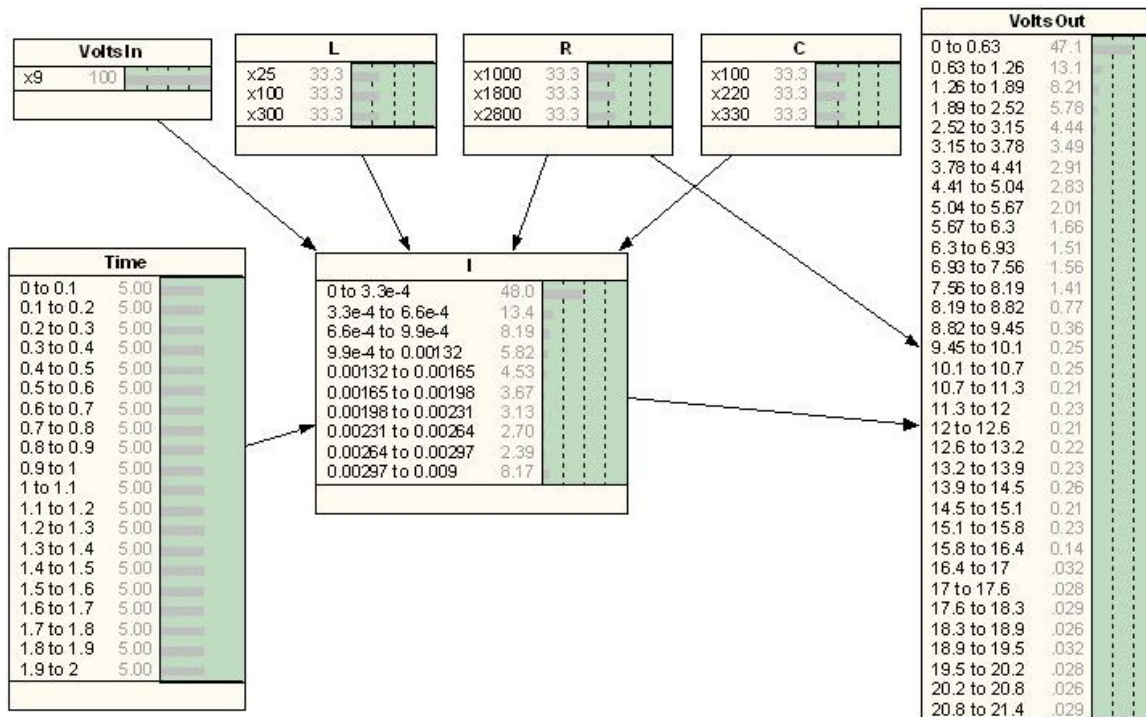 Volts In
x9 100
L
x25 33.3
x100 33.3
x300 33.3
R
x1000 33.3
x1800 33.3
x2800 33.3
C
x100 33.3
x220 33.3
x330 33.3
Time
0 to 0.1 5.00
0.1 to 0.2 5.00
0.2 to 0.3 5.00
0.3 to 0.4 5.00
0.4 to 0.5 5.00
0.5 to 0.6 5.00
0.6 to 0.7 5.00
0.7 to 0.8 5.00
0.8 to 0.9 5.00
0.9 to 1 5.00
1 to 1.1 5.00
1.1 to 1.2 5.00
1.2 to 1.3 5.00
1.3 to 1.4 5.00
1.4 to 1.5 5.00
1.5 to 1.6 5.00
1.6 to 1.7 5.00
1.7 to 1.8 5.00
1.8 to 1.9 5.00
1.9 to 2 5.00
I
0 to 3.3e-4 48.0
3.3e-4 to 6.6e-4 13.4
6.6e-4 to 9.9e-4 8.19
9.9e-4 to 0.00132 5.82
0.00132 to 0.00165 4.53
0.00165 to 0.00198 3.67
0.00198 to 0.00231 3.13
0.00231 to 0.00264 2.70
0.00264 to 0.00297 2.39
0.00297 to 0.009 8.17
Volts Out
0 to 0.63 47.1
0.63 to 1.26 13.1
1.26 to 1.89 8.21
1.89 to 2.52 5.78
2.52 to 3.15 4.44
3.15 to 3.78 3.49
3.78 to 4.41 2.91
4.41 to 5.04 2.83
5.04 to 5.67 2.01
5.67 to 6.3 1.66
6.3 to 6.93 1.51
6.93 to 7.56 1.56
7.56 to 8.19 1.41
8.19 to 8.82 0.77
8.82 to 9.45 0.36
9.45 to 10.1 0.25
10.1 to 10.7 0.25
10.7 to 11.3 0.21
11.3 to 12 0.23
12 to 12.6 0.21
12.6 to 13.2 0.22
13.2 to 13.9 0.23
13.9 to 14.5 0.26
14.5 to 15.1 0.21
15.1 to 15.8 0.23
15.8 to 16.4 0.14
16.4 to 17 .032
17 to 17.6 .028
17.6 to 18.3 .029
18.3 to 18.9 .026
18.9 to 19.5 .032
19.5 to 20.2 .028
20.2 to 20.8 .026
20.8 to 21.4 .029